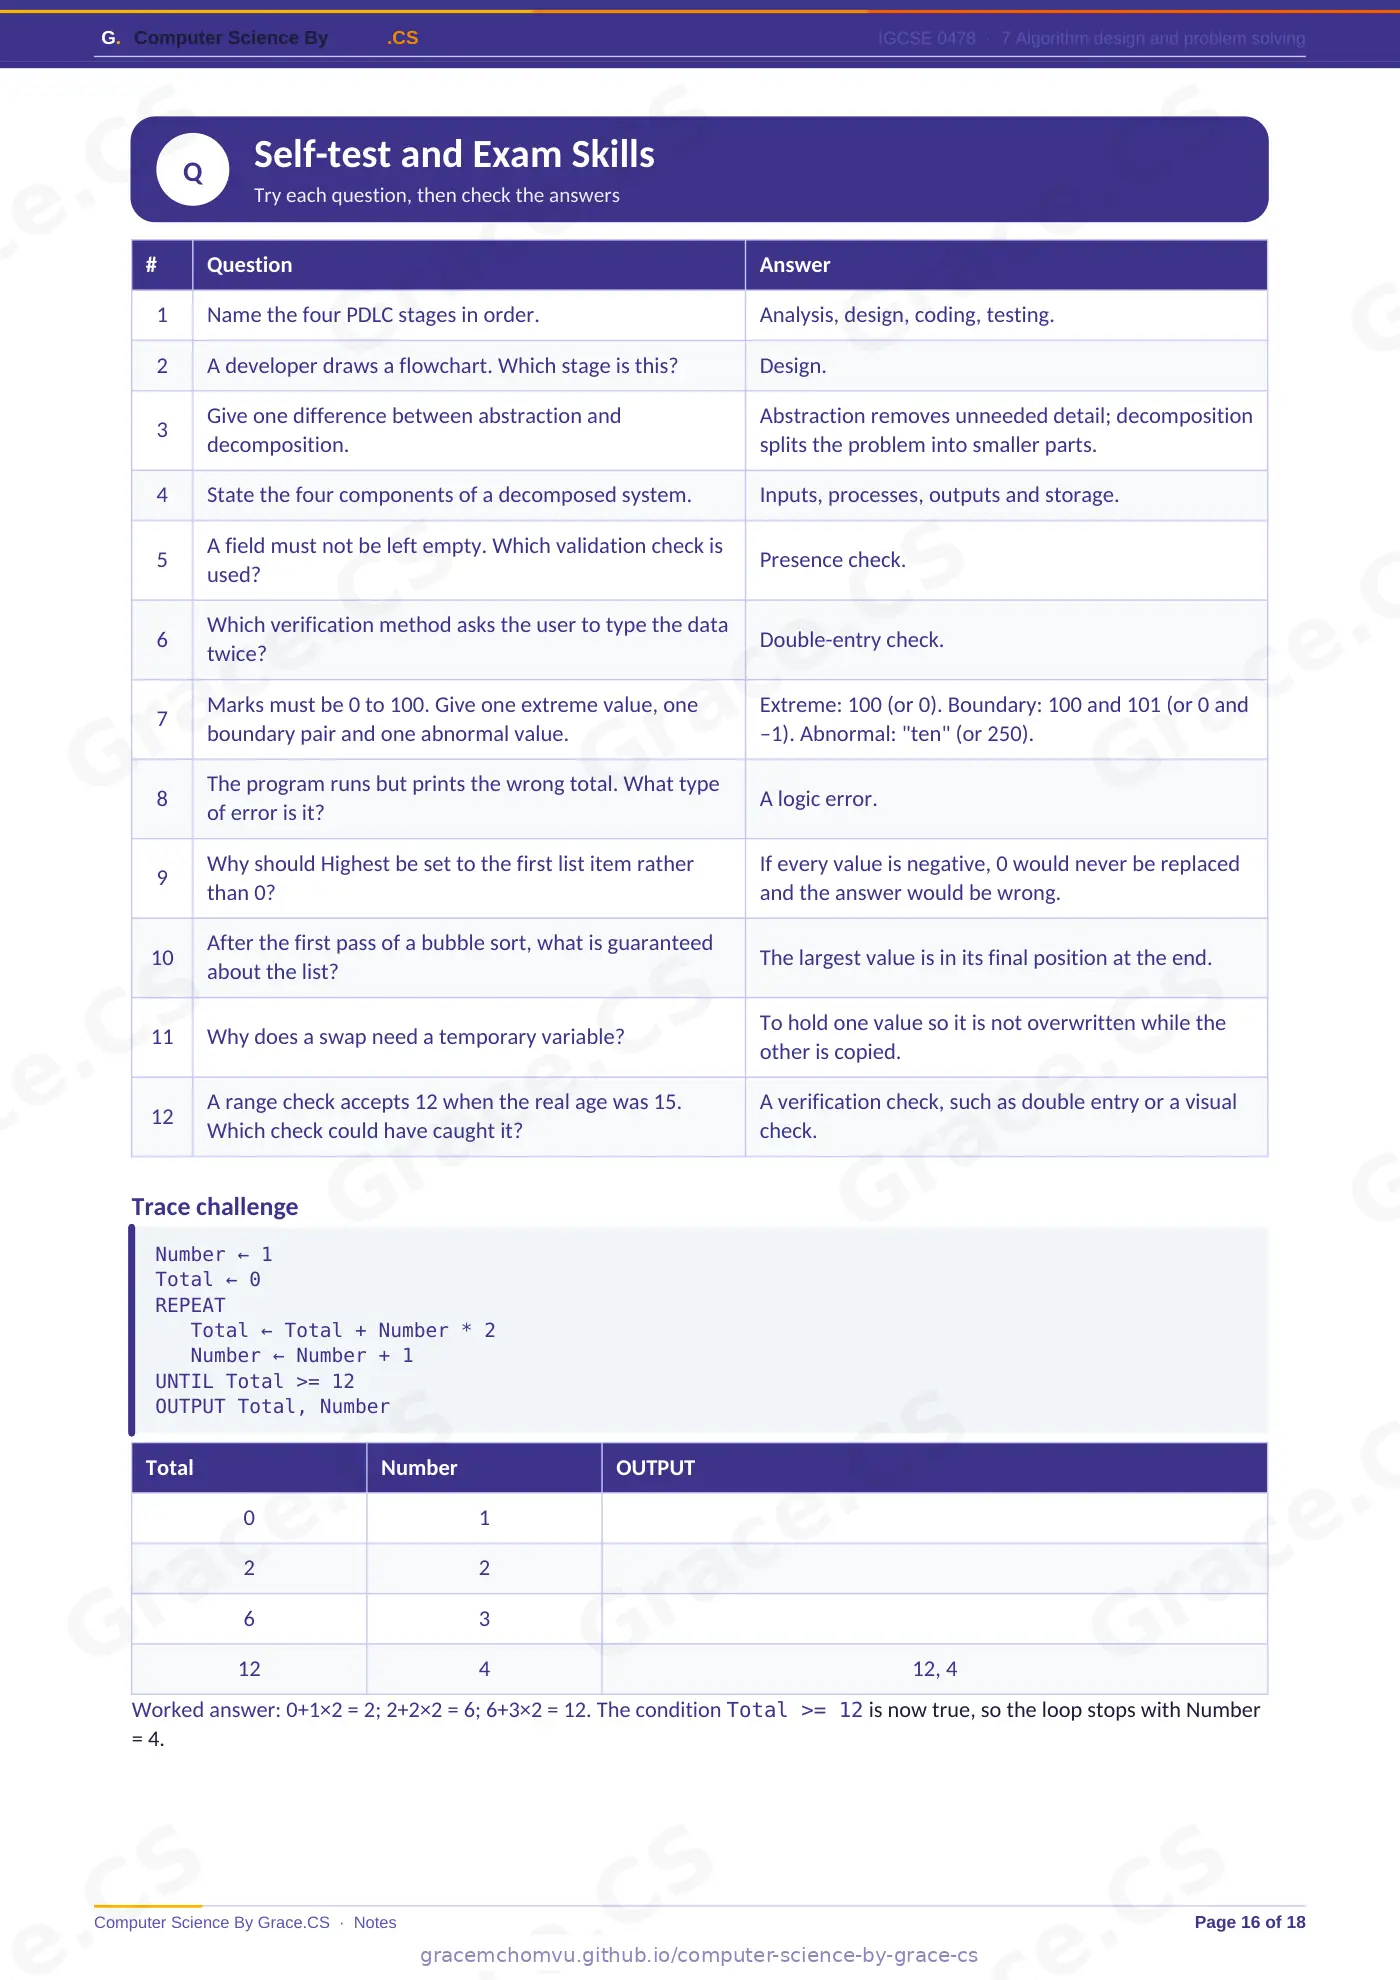 G. Computer Science By .CS
IGCSE 0478 · 7 Algorithm design and problem solving
Q
Self-test and Exam Skills
Try each question, then check the answers
# Question Answer
1 Name the four PDLC stages in order. Analysis, design, coding, testing.
2 A developer draws a flowchart. Which stage is this? Design.
3 Give one difference between abstraction and decomposition. Abstraction removes unneeded detail; decomposition splits the problem into smaller parts.
4 State the four components of a decomposed system. Inputs, processes, outputs and storage.
5 A field must not be left empty. Which validation check is used? Presence check.
6 Which verification method asks the user to type the data twice? Double-entry check.
7 Marks must be 0 to 100. Give one extreme value, one boundary pair and one abnormal value. Extreme: 100 (or 0). Boundary: 100 and 101 (or 0 and –1). Abnormal: "ten" (or 250).
8 The program runs but prints the wrong total. What type of error is it? A logic error.
9 Why should Highest be set to the first list item rather than 0? If every value is negative, 0 would never be replaced and the answer would be wrong.
10 After the first pass of a bubble sort, what is guaranteed about the list? The largest value is in its final position at the end.
11 Why does a swap need a temporary variable? To hold one value so it is not overwritten while the other is copied.
12 A range check accepts 12 when the real age was 15. Which check could have caught it? A verification check, such as double entry or a visual check.
Trace challenge
Number ← 1
Total ← 0
REPEAT
Total ← Total + Number * 2
Number ← Number + 1
UNTIL Total >= 12
OUTPUT Total, Number
Total Number OUTPUT
0 1
2 2
6 3
12 4 12, 4
Worked answer: 0+1×2 = 2; 2+2×2 = 6; 6+3×2 = 12. The condition Total >= 12 is now true, so the loop stops with Number
= 4.
Computer Science By Grace.CS · Notes
Page 16 of 18
gracemchomvu.github.io/computer-science-by-grace-cs
Grace.CS